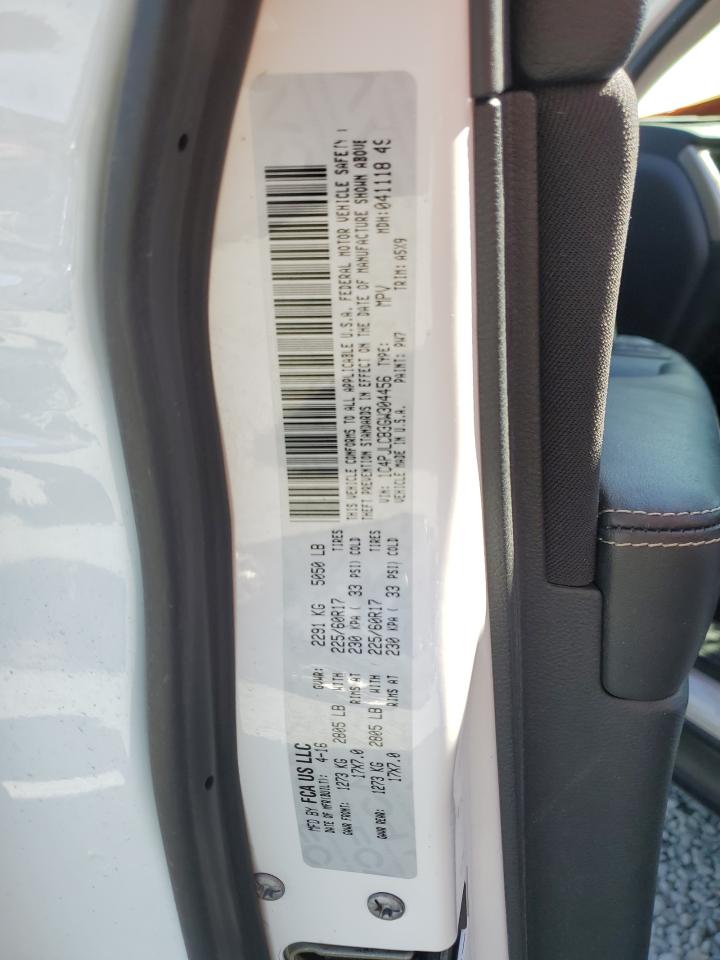 MFD BY FCA US LLC
DATE OF MFR(BUILT): 4-16 GVWR: 2291 KG 5050 LB
GAWR FRONT: 1273 KG 2805 LB WITH 225/60R17 TIRES
17X7.0 RIMS AT 230 KPA ( 33 PSI) COLD
GAWR REAR: 1273 KG 2805 LB WITH 225/60R17 TIRES
17X7.0 RIMS AT 230 KPA ( 33 PSI) COLD
THIS VEHICLE CONFORMS TO ALL APPLICABLE U.S.A. FEDERAL MOTOR VEHICLE SAFETY
THEFT PREVENTION STANDARDS IN EFFECT ON THE DATE OF MANUFACTURE SHOWN ABOVE
VIN: 1C4PJLCB3GW304456 TYPE: MPV MDH:041118 49
VEHICLE MADE IN U.S.A. PAINT: PW7 TRIM: A5X9